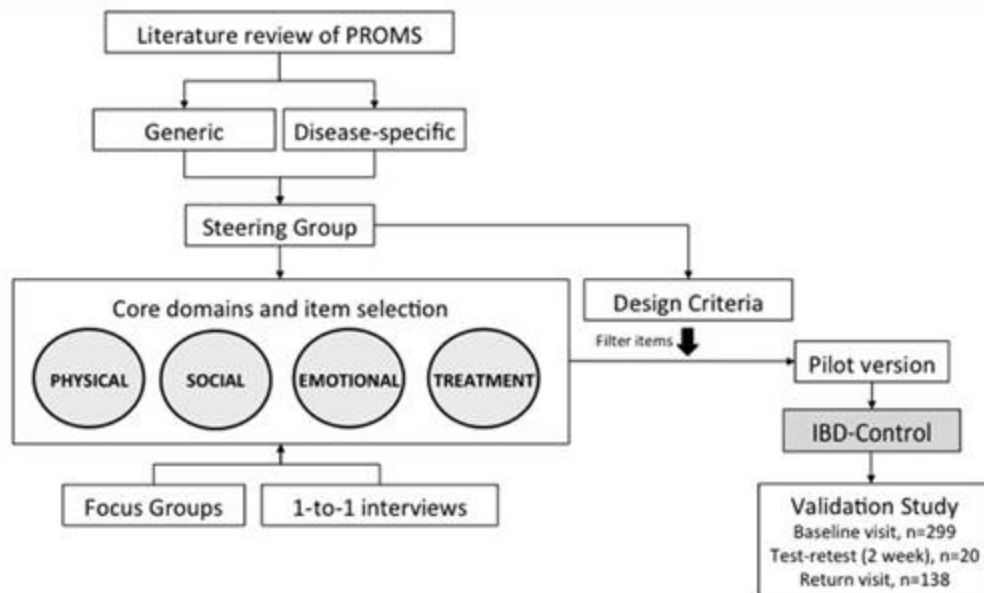 Literature review of PROMS
Generic
Disease-specific
Steering Group
Core domains and item selection
PHYSICAL
SOCIAL
EMOTIONAL
TREATMENT
Design Criteria
Filter items
Pilot version
IBD-Control
Focus Groups
1-to-1 interviews
Validation Study
Baseline visit, n=299
Test-retest (2 week), n=20
Return visit, n=138